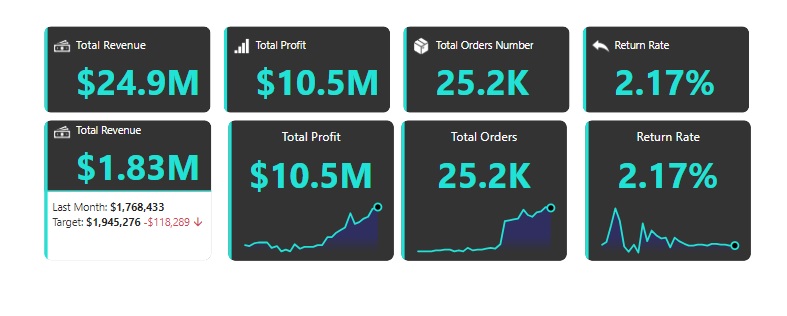 Total Revenue
$24.9M
Total Profit
$10.5M
Total Orders Number
25.2K
Return Rate
2.17%
Total Revenue
$1.83M
Last Month: $1,768,433
Target: $1,945,276 -$118,289 ↓
Total Profit
$10.5M
Total Orders
25.2K
Return Rate
2.17%